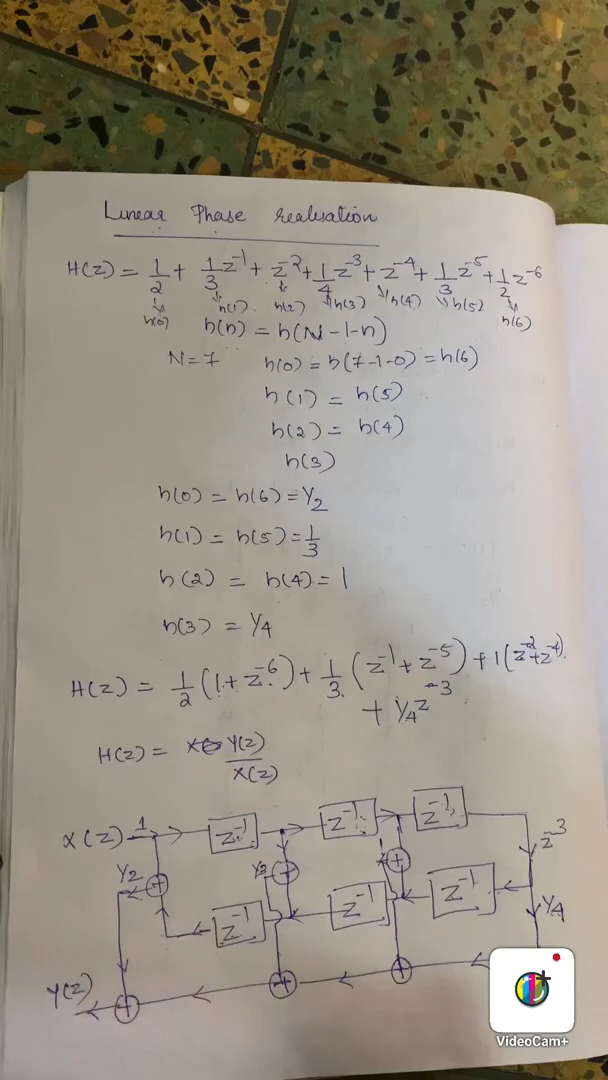 Linear Phase realisation
H(z) = 1/2 + 1/3 z^-1 + z^-2 + 1/4 z^-3 + z^-4 + 1/3 z^-5 + 1/2 z^-6
h(0) h(1) h(2) h(3) h(4) h(5) h(6)
h(n) = h(N-1-n)
N=7 h(0) = h(7-1-0) = h(6)
h(1) = h(5)
h(2) = h(4)
h(3)
h(0) = h(6) = 1/2
h(1) = h(5) = 1/3
h(2) = h(4) = 1
h(3) = 1/4
H(z) = 1/2 (1 + z^-6) + 1/3 (z^-1 + z^-5) + 1(z^-2 + z^-4)
+ 1/4 z^-3
H(z) = Y(z)/X(z)
X(z) 1 z^-1 z^-1 z^-1 z^-3
1/2 1/3 1
z^-1 z^-1 z^-1 1/4
Y(z)
VideoCam+